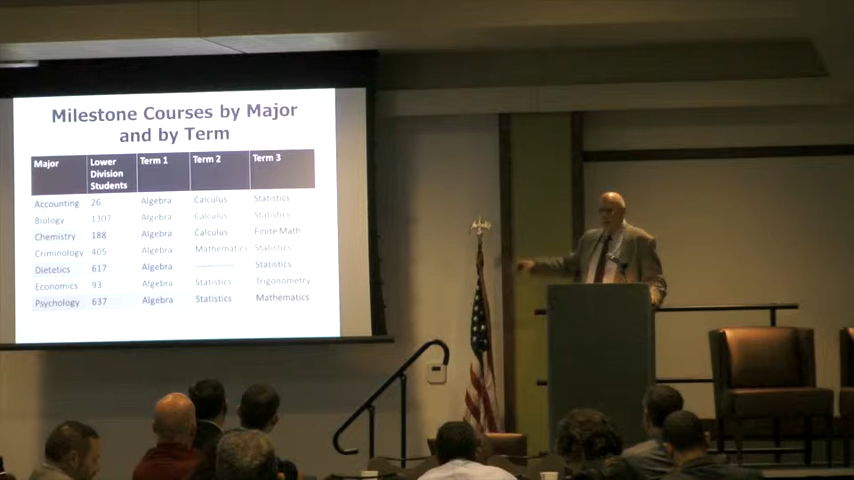 Milestone Courses by Major
and by Term
Major Lower Division Students Term 1 Term 2 Term 3
Accounting 26 Algebra Calculus Statistics
Biology 1307 Algebra Calculus Statistics
Chemistry 188 Algebra Calculus Finite Math
Criminology 405 Algebra Mathematics Statistics
Dietetics 617 Algebra ------------ Statistics
Economics 93 Algebra Statistics Trigonometry
Psychology 637 Algebra Statistics Mathematics